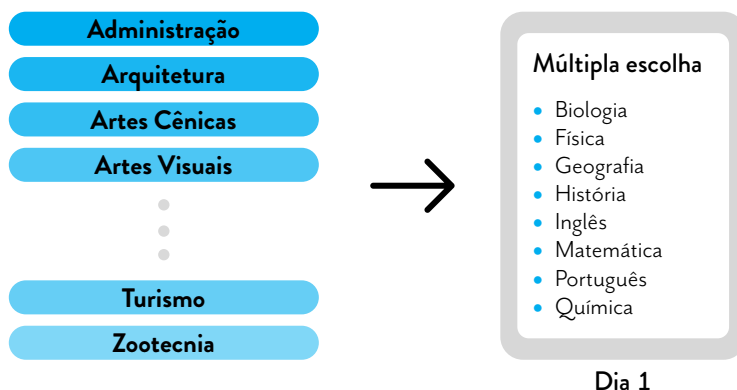 Administração
Arquitetura
Artes Cênicas
Artes Visuais
Turismo
Zootecnia
Múltipla escolha
• Biologia
• Física
• Geografia
• História
• Inglês
• Matemática
• Português
• Química
Dia 1